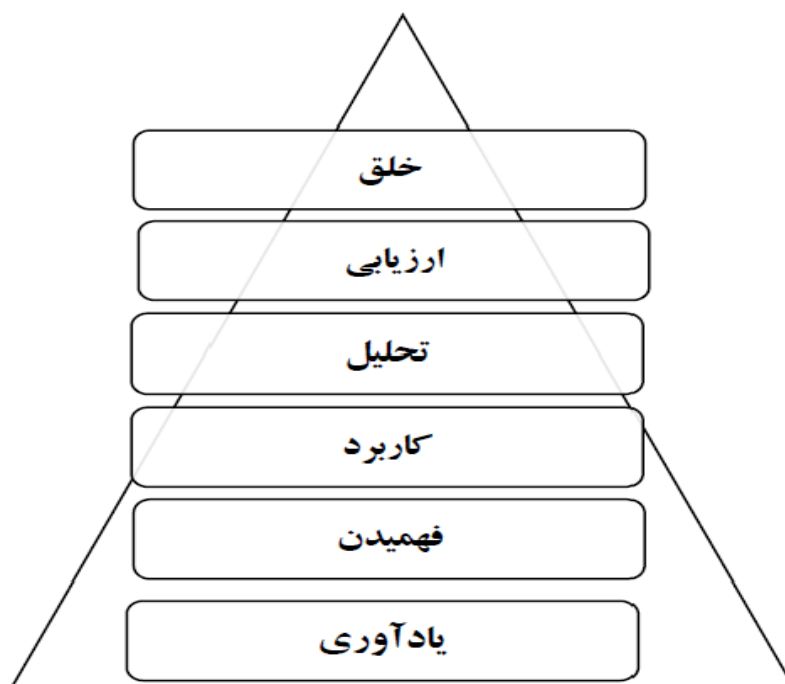 خلق
ارزیابی
تحلیل
کاربرد
فهمیدن
یادآوری